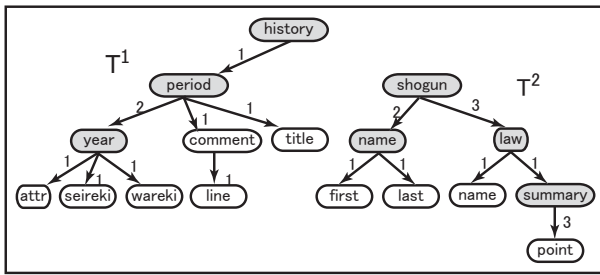 history
T1
1
period
shogun
T2
2
1
1
2
3
year
comment
title
name
law
1
1
1
1
1
1
1
1
attr
seireki
wareki
line
first
last
name
summary
3
point